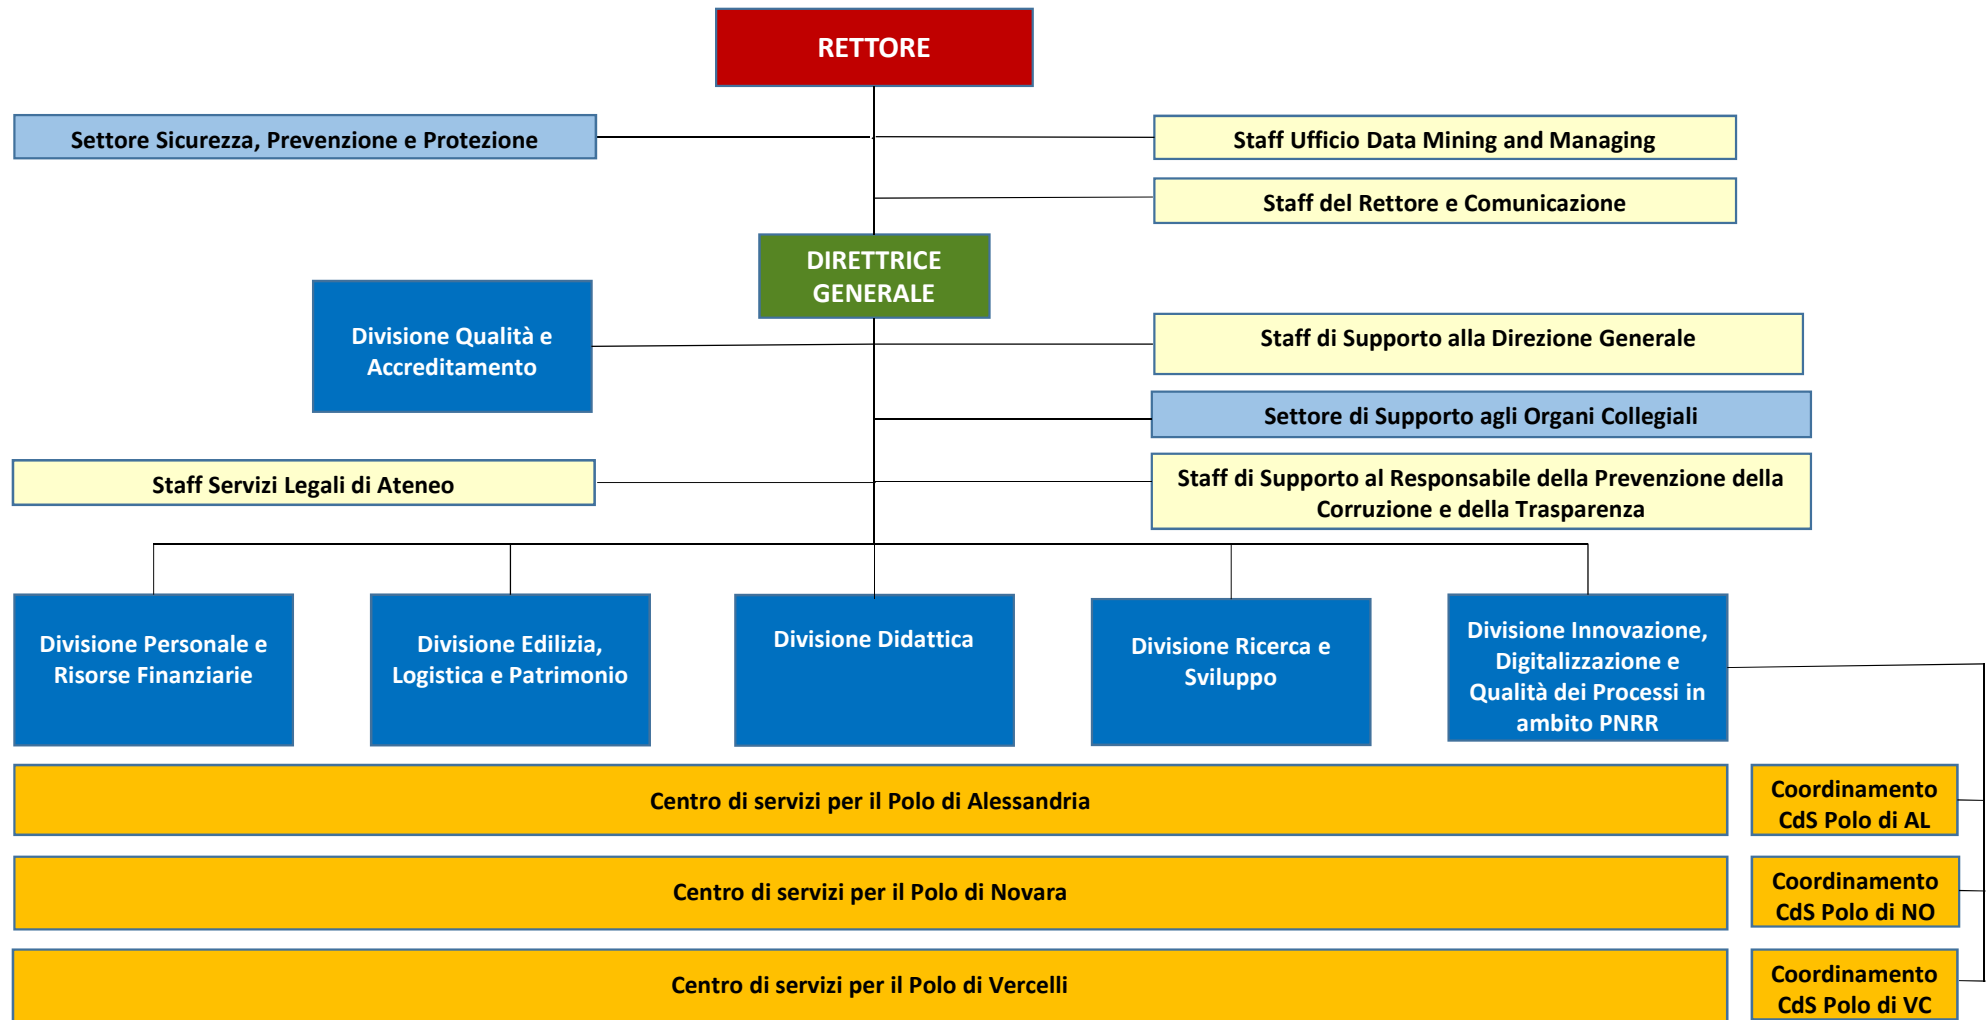 RETTORE
Settore Sicurezza, Prevenzione e Protezione
Staff Ufficio Data Mining and Managing
Staff del Rettore e Comunicazione
DIRETTRICE
GENERALE
Divisione Qualità e
Accreditamento
Staff di Supporto alla Direzione Generale
Settore di Supporto agli Organi Collegiali
Staff Servizi Legali di Ateneo
Staff di Supporto al Responsabile della Prevenzione della
Corruzione e della Trasparenza
Divisione Personale e
Risorse Finanziarie
Divisione Edilizia,
Logistica e Patrimonio
Divisione Didattica
Divisione Ricerca e
Sviluppo
Divisione Innovazione,
Digitalizzazione e
Qualità dei Processi in
ambito PNRR
Centro di servizi per il Polo di Alessandria
Coordinamento
CdS Polo di AL
Centro di servizi per il Polo di Novara
Coordinamento
CdS Polo di NO
Centro di servizi per il Polo di Vercelli
Coordinamento
CdS Polo di VC